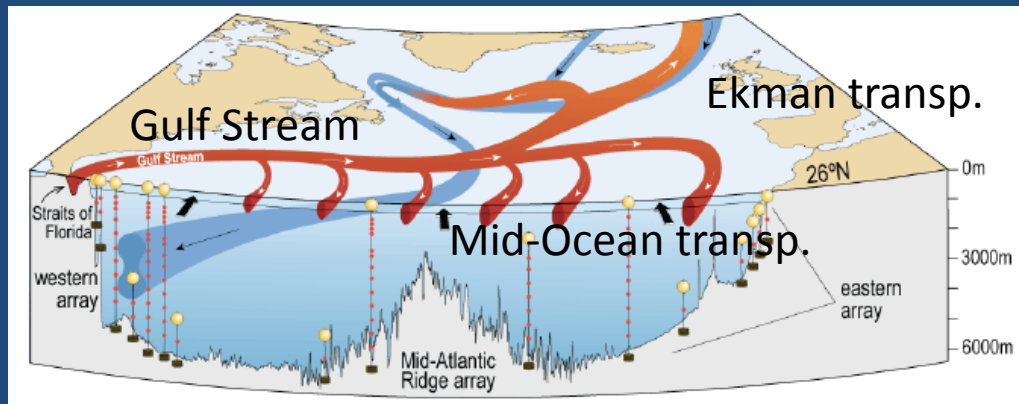 Ekman transp.
Gulf Stream
Gulf Stream
0m
26ºN
Straits of
Florida
Mid-Ocean transp.
3000m
western
array
eastern
array
Mid-Atlantic
Ridge array
6000m